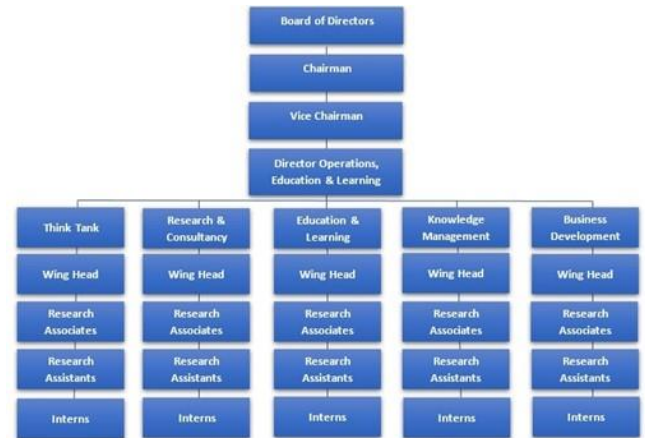 Board of Directors
Chairman
Vice Chairman
Director Operations,
Education & Learning
Think Tank
Research &
Consultancy
Education &
Learning
Knowledge
Management
Business
Development
Wing Head
Wing Head
Wing Head
Wing Head
Wing Head
Research
Associates
Research
Associates
Research
Associates
Research
Associates
Research
Associates
Research
Assistants
Research
Assistants
Research
Assistants
Research
Assistants
Research
Assistants
Interns
Interns
Interns
Interns
Interns